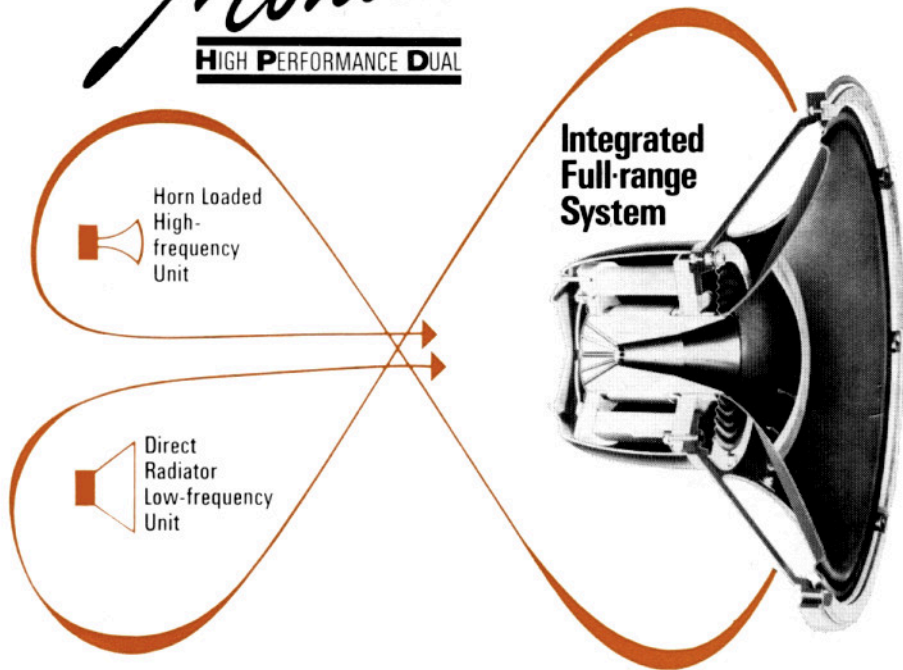 HIGH PERFORMANCE DUAL
Integrated
Full·range
System
Horn Loaded
High-
frequency
Unit
Direct
Radiator
Low-frequency
Unit